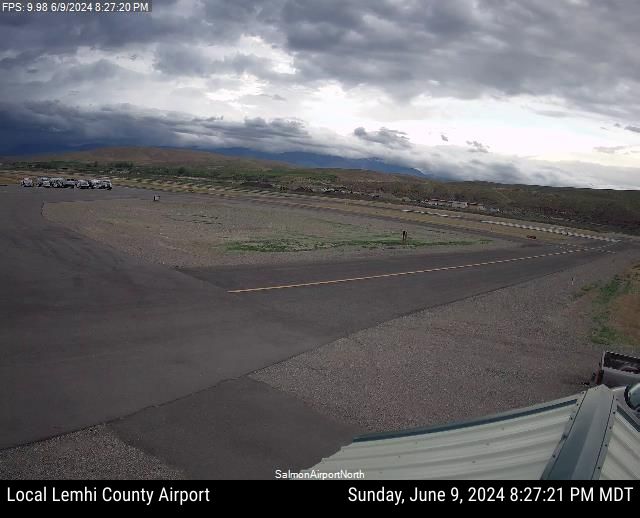 FPS: 9.98 6/9/2024 8:27:20 PM
SalmonAirportNorth
Local Lemhi County Airport Sunday, June 9, 2024 8:27:21 PM MDT